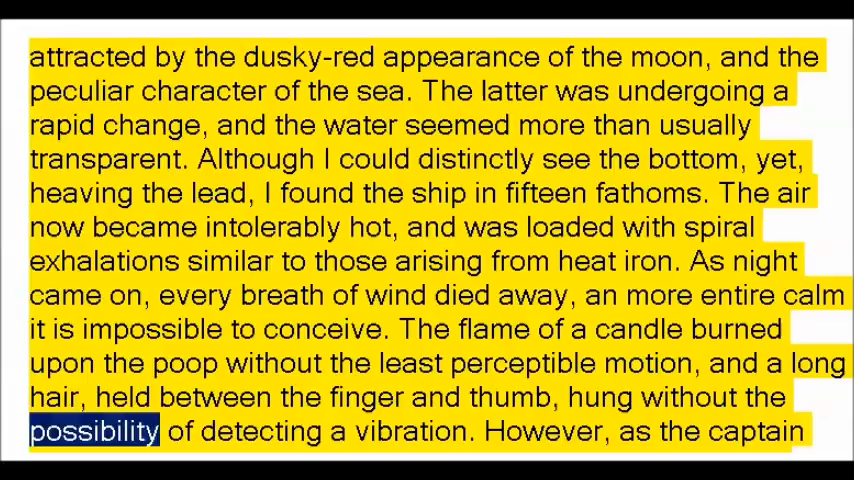 attracted by the dusky-red appearance of the moon, and the
peculiar character of the sea. The latter was undergoing a
rapid change, and the water seemed more than usually
transparent. Although I could distinctly see the bottom, yet,
heaving the lead, I found the ship in fifteen fathoms. The air
now became intolerably hot, and was loaded with spiral
exhalations similar to those arising from heat iron. As night
came on, every breath of wind died away, an more entire calm
it is impossible to conceive. The flame of a candle burned
upon the poop without the least perceptible motion, and a long
hair, held between the finger and thumb, hung without the
possibility of detecting a vibration. However, as the captain